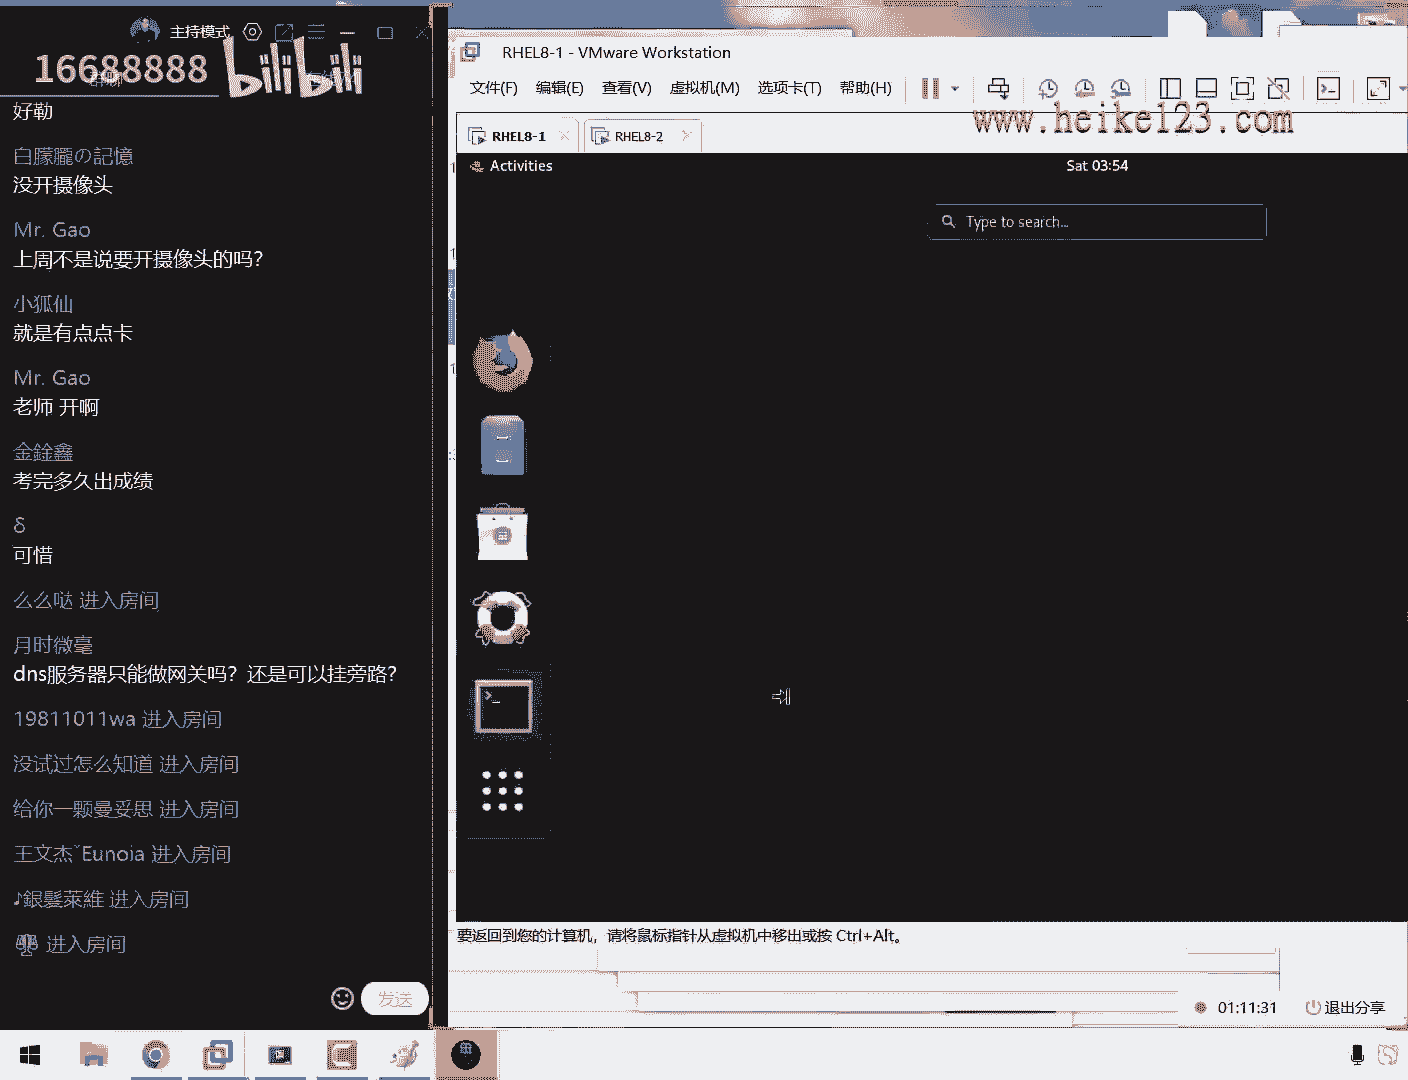 主持模式
16688888
bilibili
好勒
白朦朧の記憶
没开摄像头
Mr. Gao
上周不是说要开摄像头的吗?
小狐仙
就是有点点卡
Mr. Gao
老师 开啊
金銓鑫
考完多久出成绩
δ
可惜
么么哒 进入房间
月时微毫
dns服务器只能做网关吗? 还是可以挂旁路?
19811011wa 进入房间
没试过怎么知道 进入房间
给你一颗曼妥思 进入房间
王文杰ˇEunoia 进入房间
♪銀髮萊維 进入房间
进入房间
发送
RHEL8-1 - VMware Workstation
文件(F) 编辑(E) 查看(V) 虚拟机(M) 选项卡(T) 帮助(H)
www.heike123.com
RHEL8-1 RHEL8-2
Activities
Sat 03:54
Type to search...
要返回到您的计算机，请将鼠标指针从虚拟机中移出或按 Ctrl+Alt。
01:11:31
退出分享